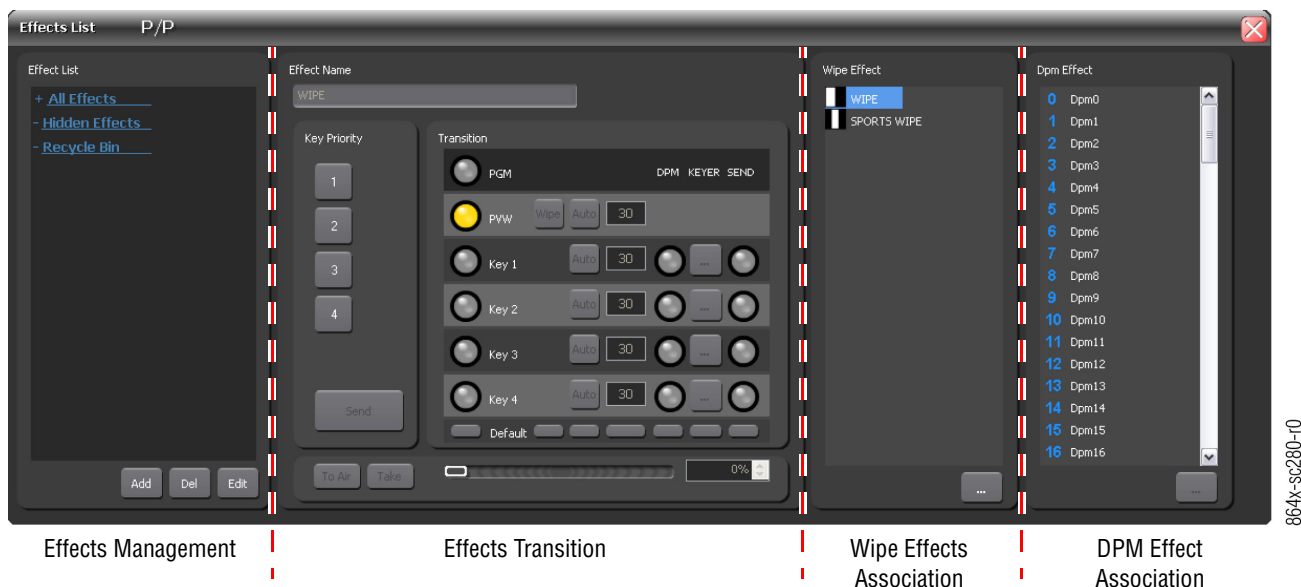 Effects List P/P
Effect List
+ All Effects
- Hidden Effects
- Recycle Bin
Add Del Edit
Effect Name
WIPE
Key Priority
1
2
3
4
Send
Transition
PGM DPM KEYER SEND
PVW Wipe Auto 30
Key 1 Auto 30 ...
Key 2 Auto 30 ...
Key 3 Auto 30 ...
Key 4 Auto 30 ...
Default
To Air Take 0%
Wipe Effect
WIPE
SPORTS WIPE
...
Dpm Effect
0 Dpm0
1 Dpm1
2 Dpm2
3 Dpm3
4 Dpm4
5 Dpm5
6 Dpm6
7 Dpm7
8 Dpm8
9 Dpm9
10 Dpm10
11 Dpm11
12 Dpm12
13 Dpm13
14 Dpm14
15 Dpm15
16 Dpm16
...
864x-sc280-r0
Effects Management
Effects Transition
Wipe Effects
Association
DPM Effect
Association